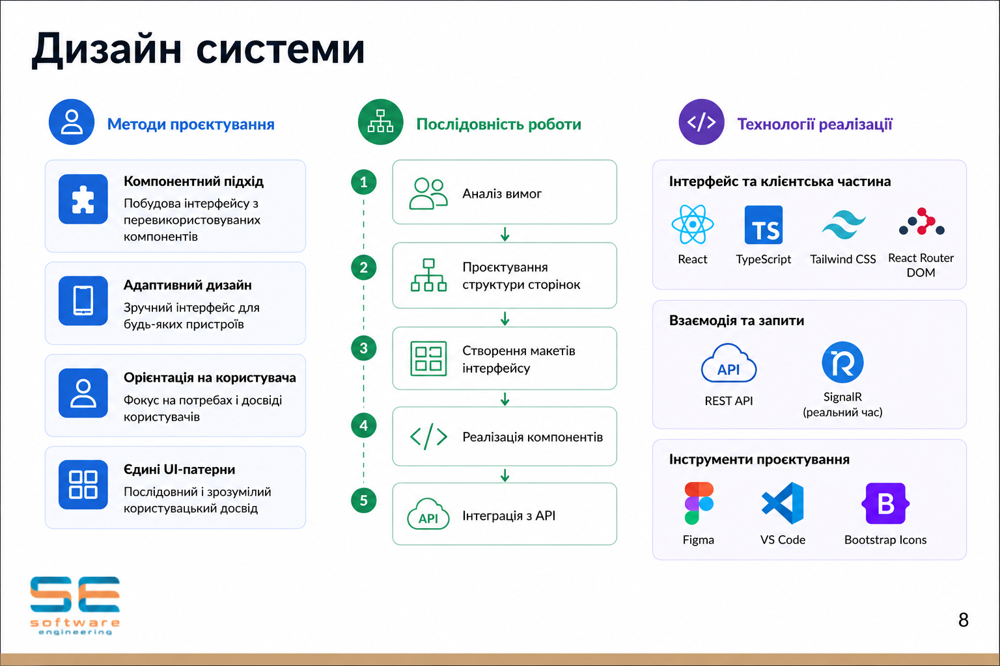 Дизайн системи
Методи проєктування
Компонентний підхід
Побудова інтерфейсу з
перевикористовуваних
компонентів
Адаптивний дизайн
Зручний інтерфейс для
будь-яких пристроїв
Орієнтація на користувача
Фокус на потребах і досвіді
користувачів
Єдині UI-патерни
Послідовний і зрозумілий
користувацький досвід
Послідовність роботи
1
Аналіз вимог
2
Проєктування
структури сторінок
3
Створення макетів
інтерфейсу
4
Реалізація компонентів
5
API
Інтеграція з API
Технології реалізації
Інтерфейс та клієнтська частина
TS
React
TypeScript
Tailwind CSS
React Router
DOM
Взаємодія та запити
API
REST API
SignalR
(реальний час)
Інструменти проєктування
B
Figma
VS Code
Bootstrap Icons
SE
software
engineering
8